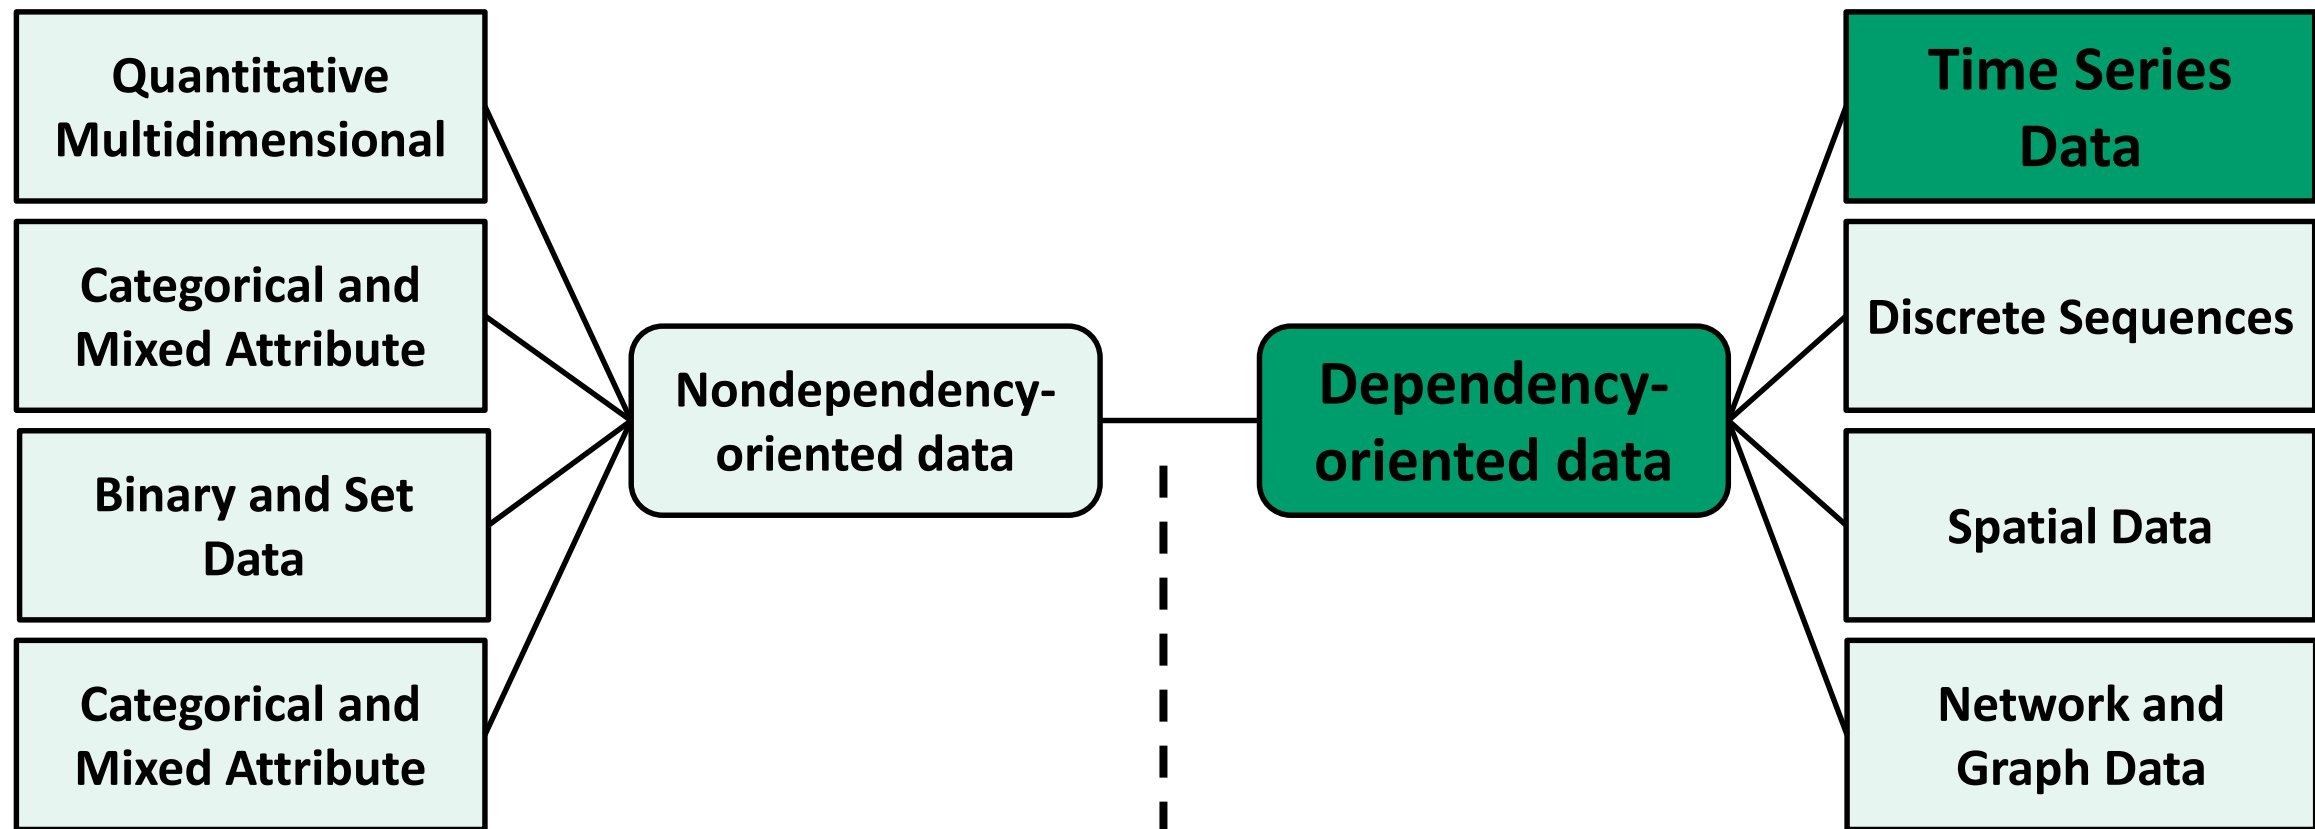 Quantitative
Multidimensional
Categorical and
Mixed Attribute
Binary and Set
Data
Categorical and
Mixed Attribute
Nondependency-
oriented data
Dependency-
oriented data
Time Series
Data
Discrete Sequences
Spatial Data
Network and
Graph Data